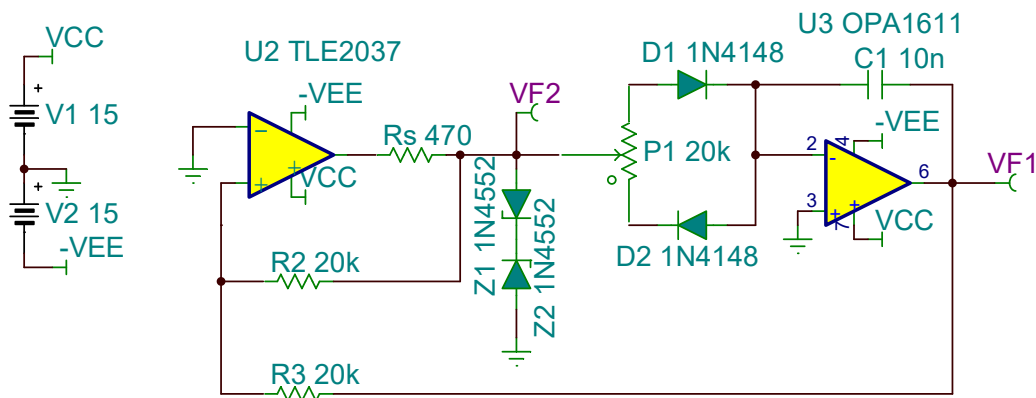 VCC
V1 15
V2 15
-VEE
U2 TLE2037
-VEE
VCC
Rs 470
VF2
R2 20k
R3 20k
Z1 1N4552
Z2 1N4552
D1 1N4148
P1 20k
D2 1N4148
U3 OPA1611
C1 10n
-VEE
2
3
4
6
7
VCC
VF1